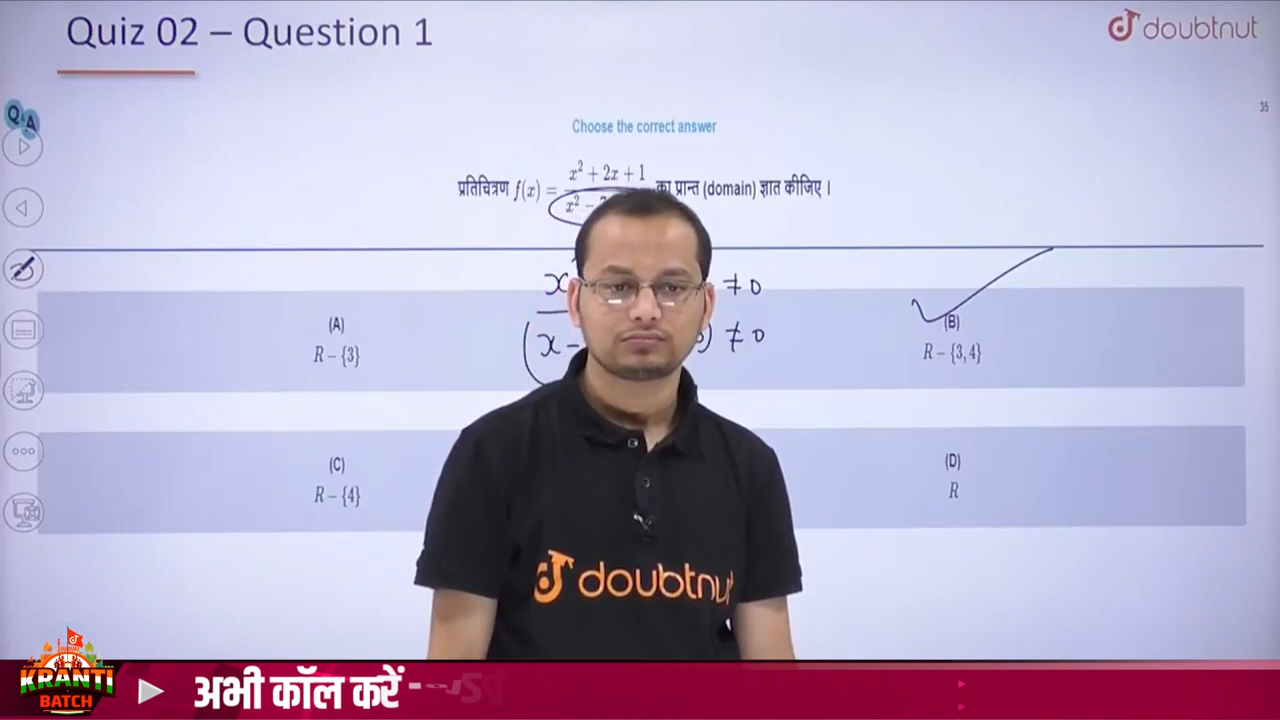 Quiz 02 – Question 1
doubtnut
Q&A
35
Choose the correct answer
प्रतिचित्रण f(x) = x² + 2x + 1 / x² – का प्रान्त (domain) ज्ञात कीजिए ।
x ≠ 0
(x – ) ≠ 0
(A)
R – {3}
(B)
R – {3, 4}
(C)
R – {4}
(D)
R
doubtnut
KRANTI
BATCH
अभी कॉल करें